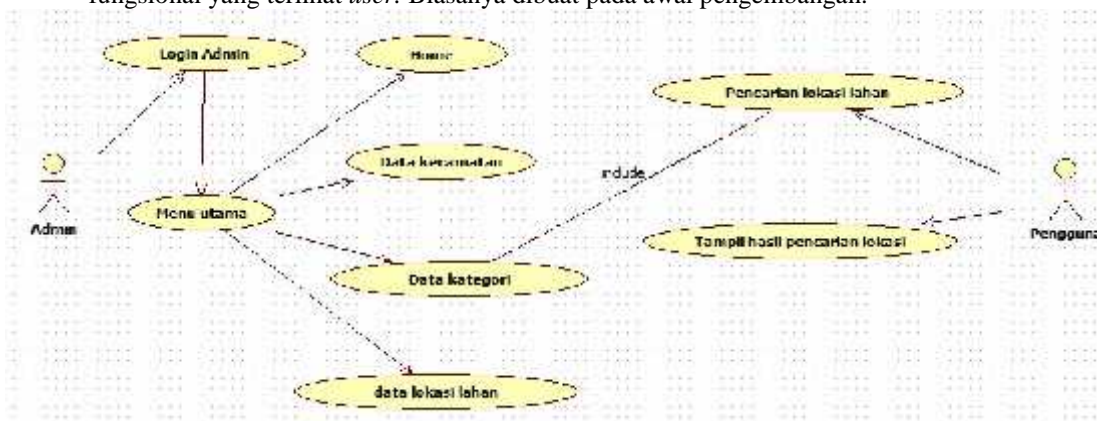 fungsional yang terlihat user. Biasanya dibuat pada awal pengembangan.
Login Admin
Home
Pencarian lokasi lahan
Data kecamatan
include
Admin
Menu utama
Pengguna
Tampil hasil pencarian lokasi
Data kategori
data lokasi lahan